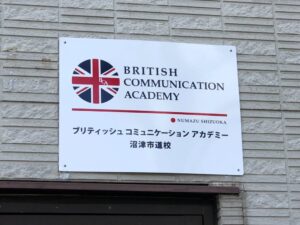 BRITISH
COMMUNICATION
ACADEMY
NUMAZU SHIZUOKA
ブリティッシュ コミュニケーション アカデミー
沼津市道校